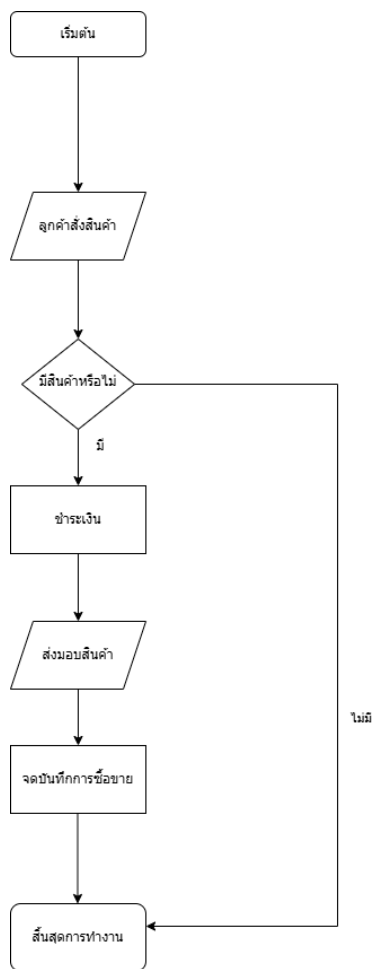 เริ่มต้น
ลูกค้าสั่งสินค้า
มีสินค้าหรือไม่
มี
ชำระเงิน
ส่งมอบสินค้า
ไม่มี
จดบันทึกการซื้อขาย
สิ้นสุดการทำงาน